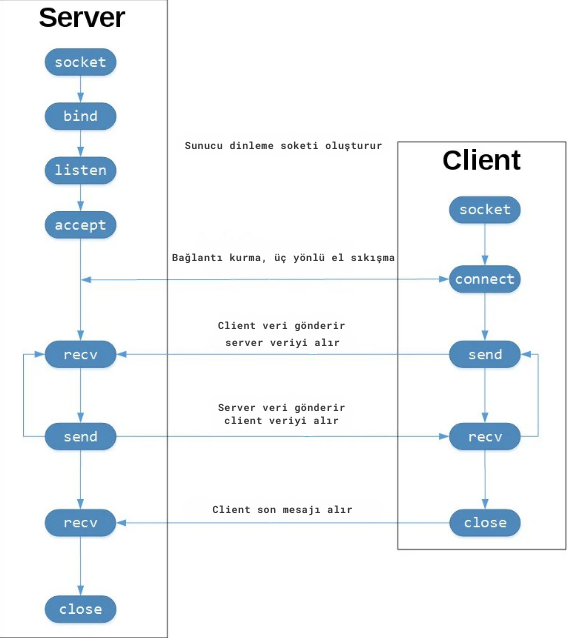 Server
socket
bind
listen
accept
recv
send
recv
close
Sunucu dinleme soketi oluşturur
Bağlantı kurma, üç yönlü el sıkışma
Client veri gönderir
server veriyi alır
Server veri gönderir
client veriyi alır
Client son mesajı alır
Client
socket
connect
send
recv
close